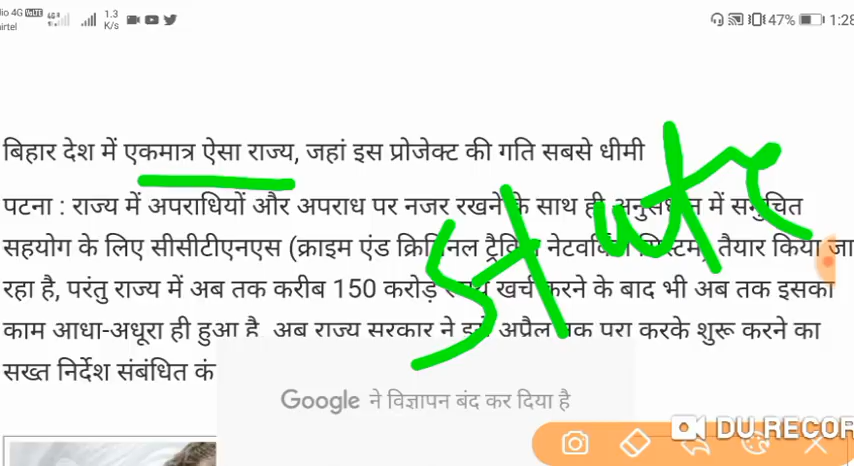 4G VoLTE 4G 1.3 47% 1:28
K/s
बिहार देश में एकमात्र ऐसा राज्य, जहां इस प्रोजेक्ट की गति सबसे धीमी
पटना : राज्य में अपराधियों और अपराध पर नजर रखने के साथ ही अनुसंधान में समुचित
सहयोग के लिए सीसीटीएनएस (क्राइम एंड क्रिमिनल ट्रैकिंग नेटवर्किंग सिस्टम) तैयार किया जा
रहा है, परंतु राज्य में अब तक करीब 150 करोड़ रुपये खर्च करने के बाद भी अब तक इसका
काम आधा-अधूरा ही हुआ है. अब राज्य सरकार ने इसे अप्रैल तक पूरा करके शुरू करने का
सख्त निर्देश संबंधित कं
state
Google ने विज्ञापन बंद कर दिया है
DU RECOR